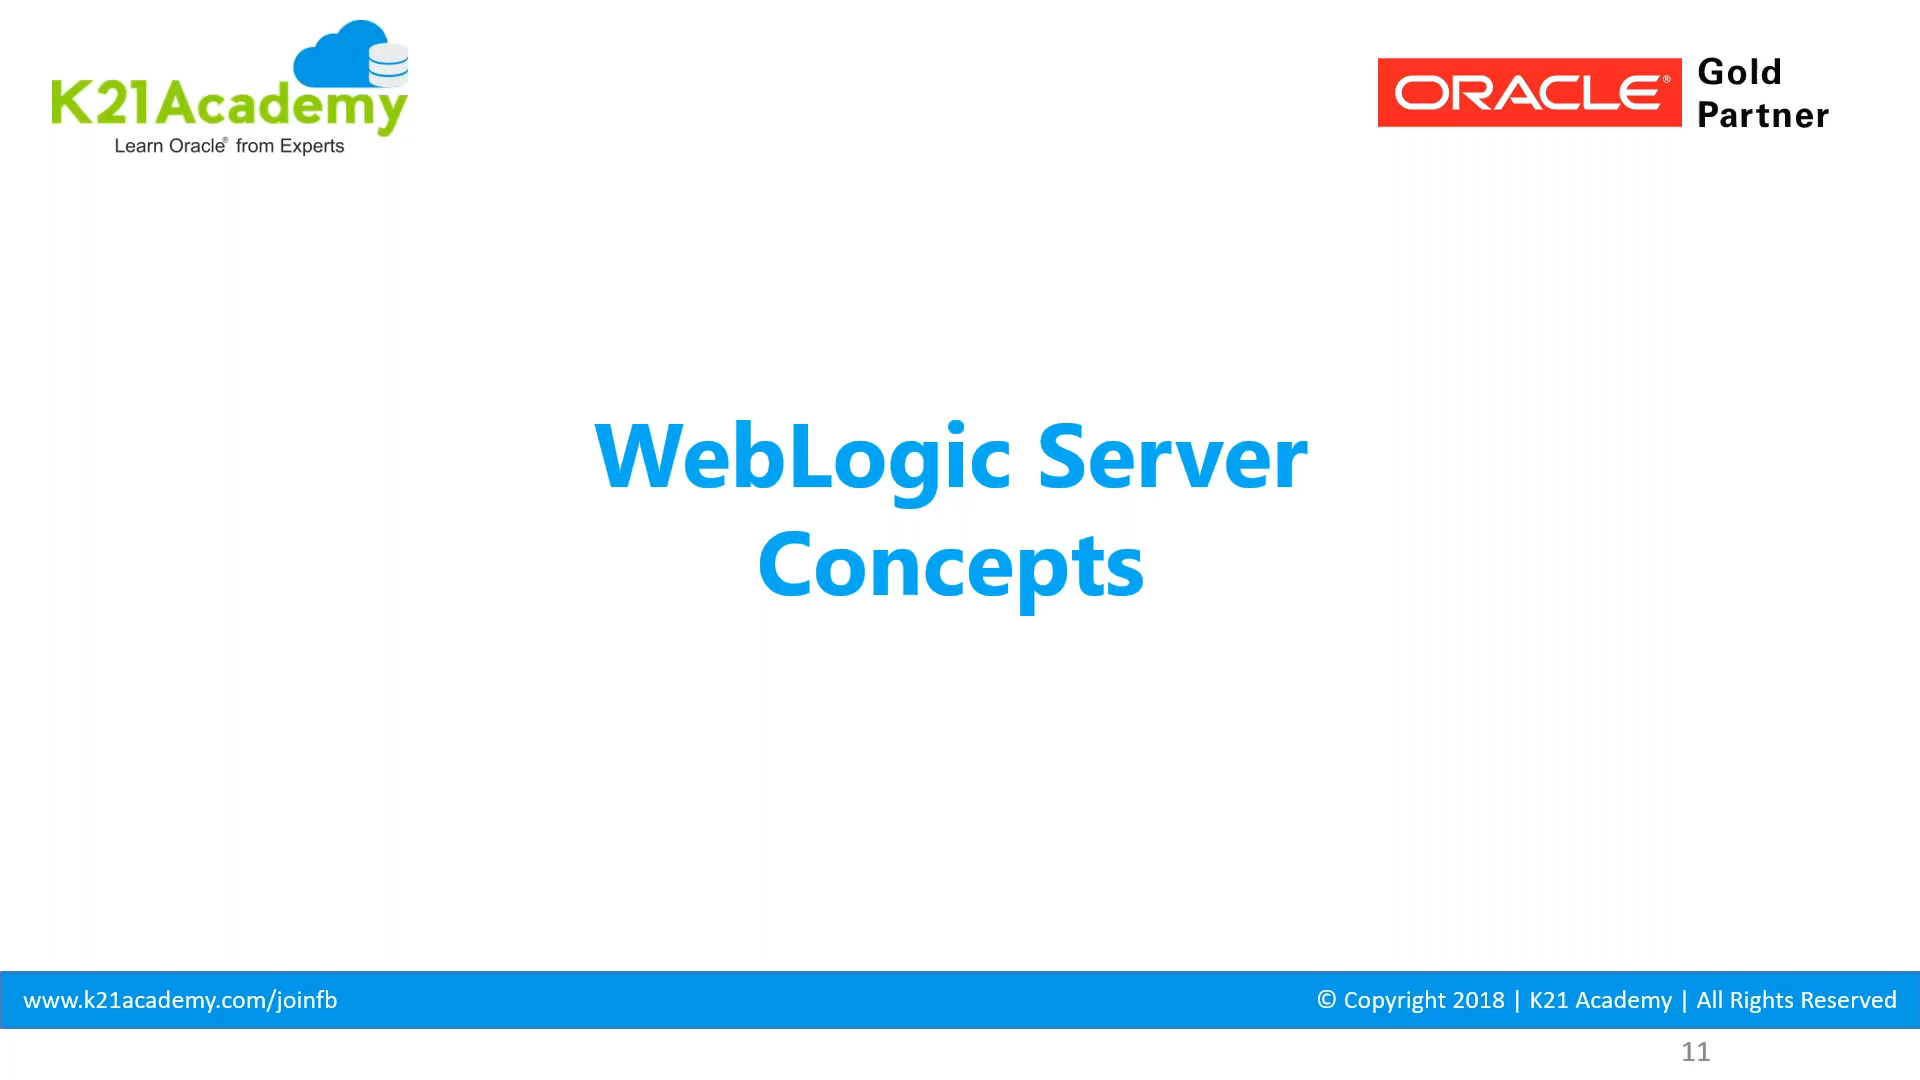 K21Academy
Learn Oracle® from Experts
ORACLE®
Gold
Partner
WebLogic Server
Concepts
www.k21academy.com/joinfb
© Copyright 2018 | K21 Academy | All Rights Reserved
11